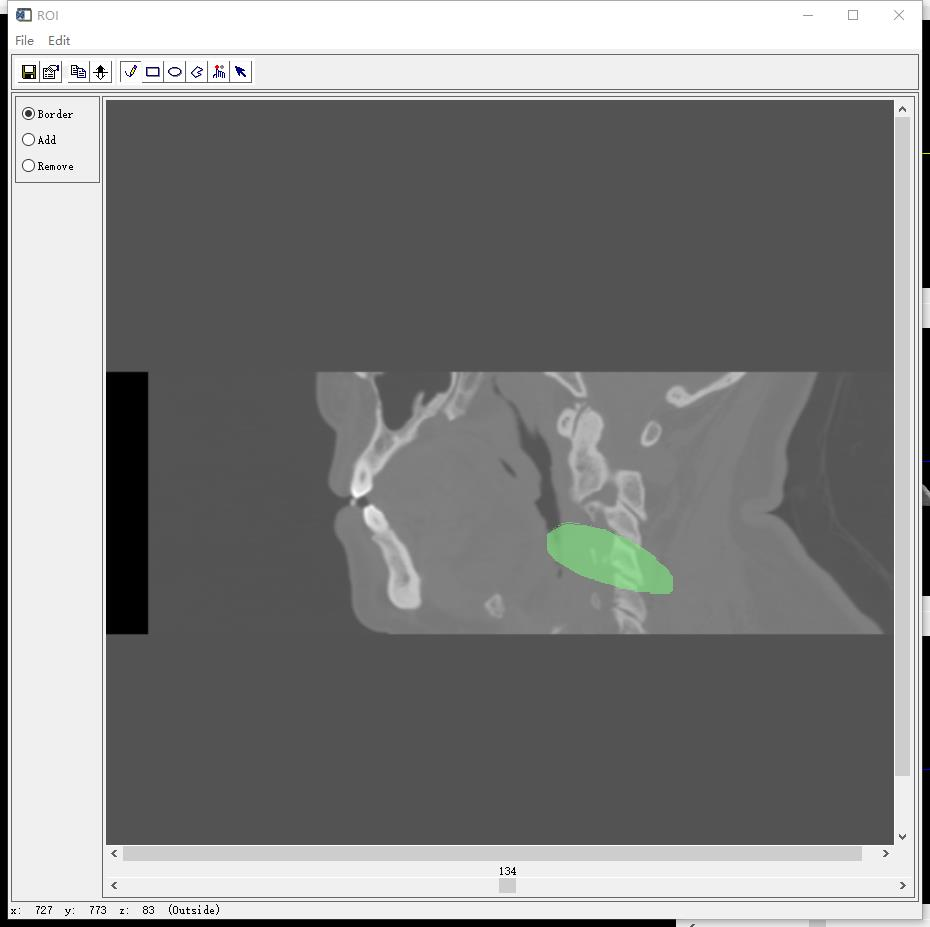 ROI
File Edit
Border
Add
Remove
134
x: 727 y: 773 z: 83 (Outside)